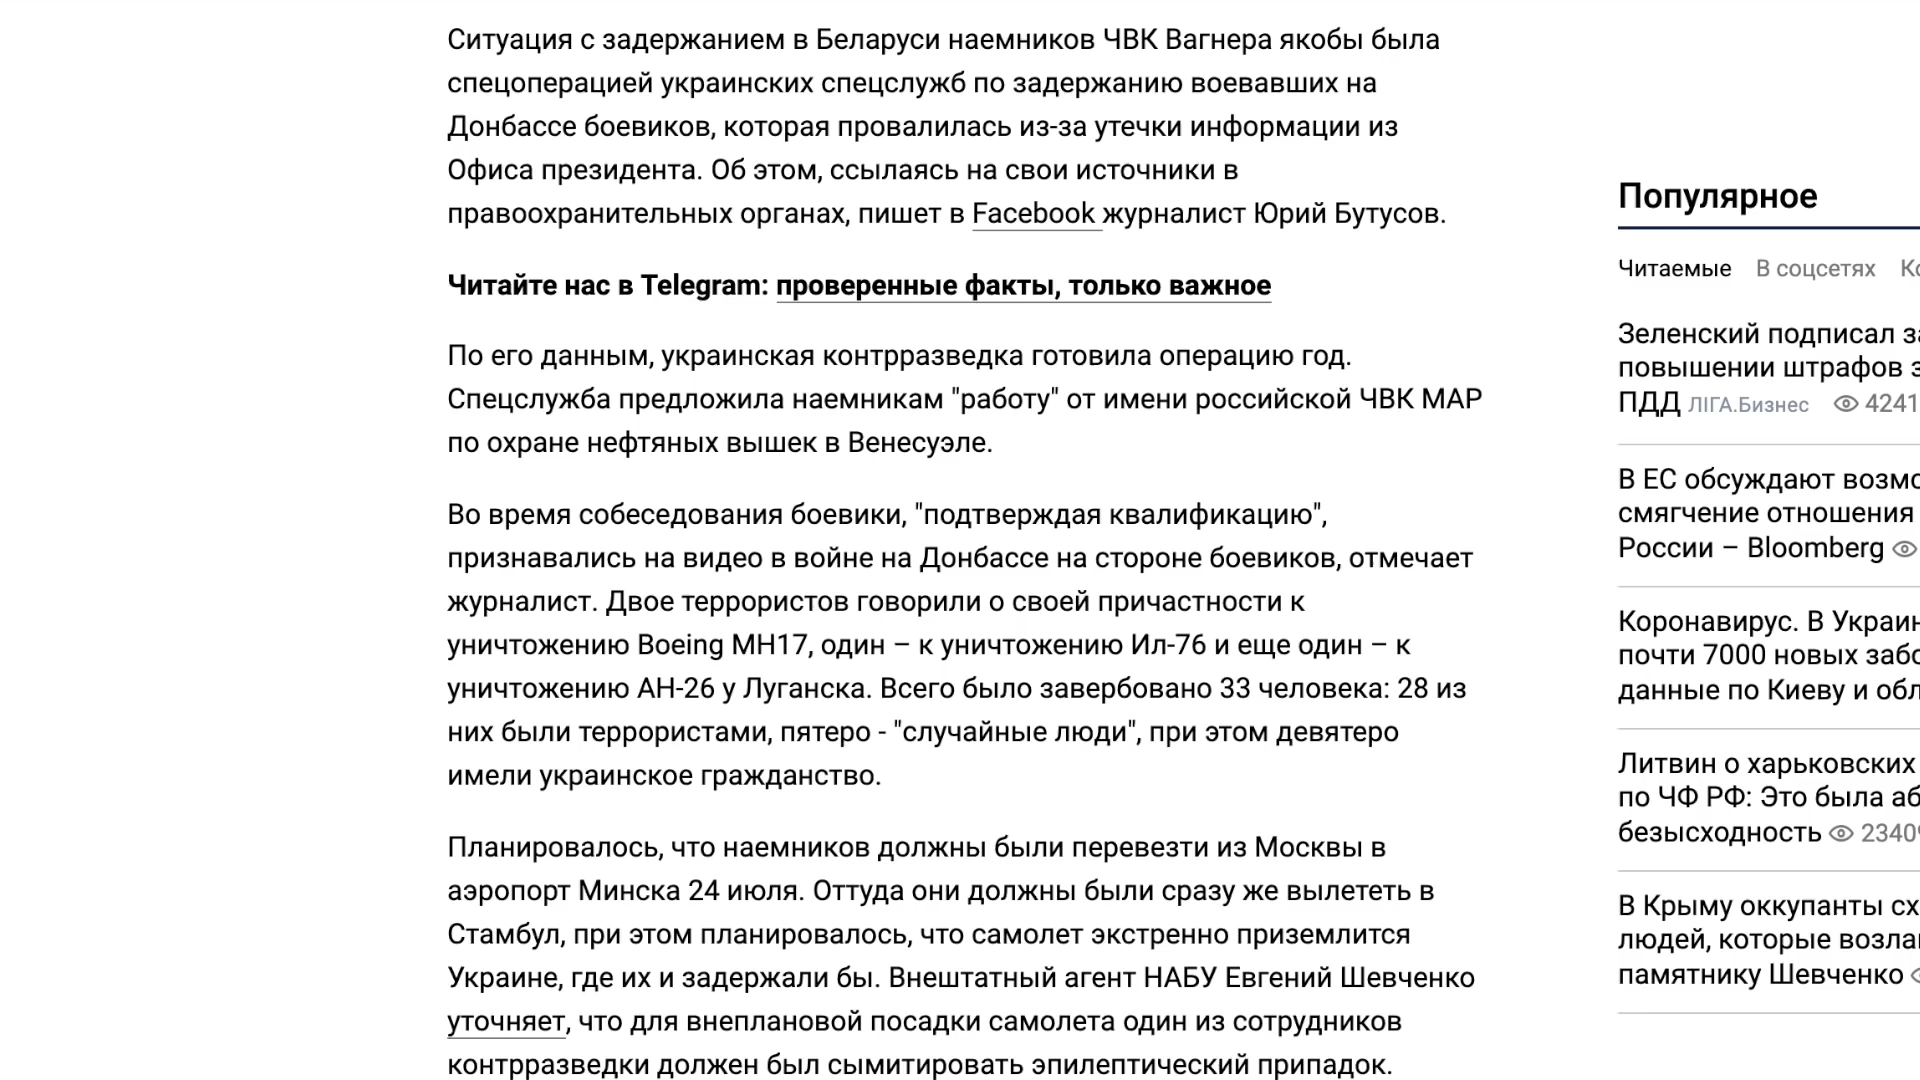 Ситуация с задержанием в Беларуси наемников ЧВК Вагнера якобы была
спецоперацией украинских спецслужб по задержанию воевавших на
Донбассе боевиков, которая провалилась из-за утечки информации из
Офиса президента. Об этом, ссылаясь на свои источники в
правоохранительных органах, пишет в Facebook журналист Юрий Бутусов.
Читайте нас в Telegram: проверенные факты, только важное
По его данным, украинская контрразведка готовила операцию год.
Спецслужба предложила наемникам "работу" от имени российской ЧВК МАР
по охране нефтяных вышек в Венесуэле.
Во время собеседования боевики, "подтверждая квалификацию",
признавались на видео в войне на Донбассе на стороне боевиков, отмечает
журналист. Двое террористов говорили о своей причастности к
уничтожению Boeing MH17, один – к уничтожению Ил-76 и еще один – к
уничтожению АН-26 у Луганска. Всего было завербовано 33 человека: 28 из
них были террористами, пятеро - "случайные люди", при этом девятеро
имели украинское гражданство.
Планировалось, что наемников должны были перевезти из Москвы в
аэропорт Минска 24 июля. Оттуда они должны были сразу же вылететь в
Стамбул, при этом планировалось, что самолет экстренно приземлится
Украине, где их и задержали бы. Внештатный агент НАБУ Евгений Шевченко
уточняет, что для внеплановой посадки самолета один из сотрудников
контрразведки должен был сымитировать эпилептический припадок.
Популярное
Читаемые В соцсетях
Зеленский подписал за
повышении штрафов з
ПДД ЛІГА.Бизнес 4241
В ЕС обсуждают возмо
смягчение отношения
России – Bloomberg
Коронавирус. В Украин
почти 7000 новых забо
данные по Киеву и обл
Литвин о харьковских
по ЧФ РФ: Это была аб
безысходность 2340
В Крыму оккупанты сх
людей, которые возла
памятнику Шевченко